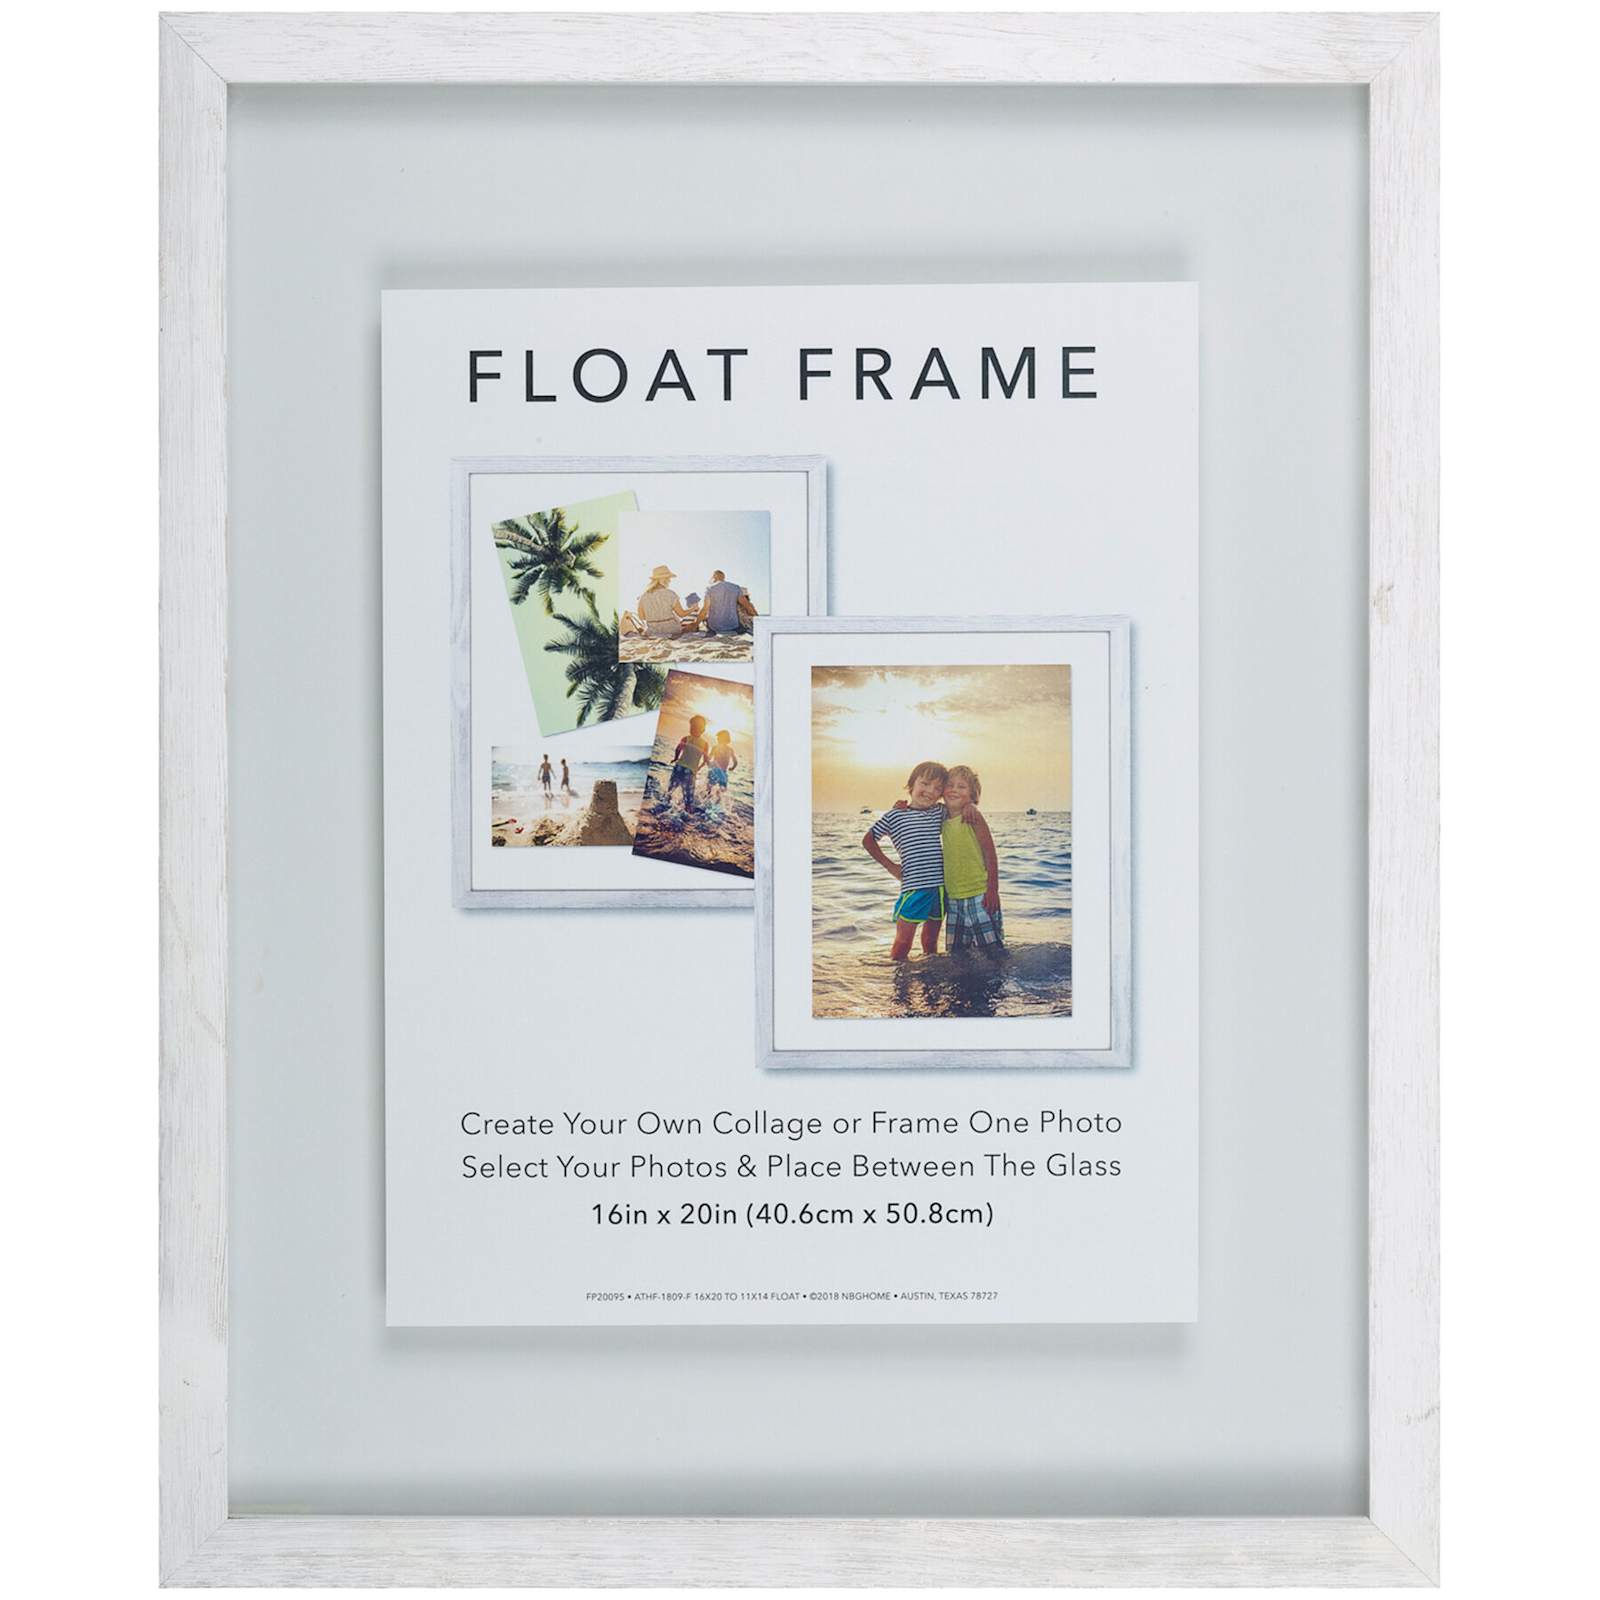 FLOAT FRAME
Create Your Own Collage or Frame One Photo
Select Your Photos & Place Between The Glass
16in x 20in (40.6cm x 50.8cm)
FP20095 • ATHF-1809-F 16X20 TO 11X14 FLOAT • ©2018 NBGHOME • AUSTIN, TEXAS 78727